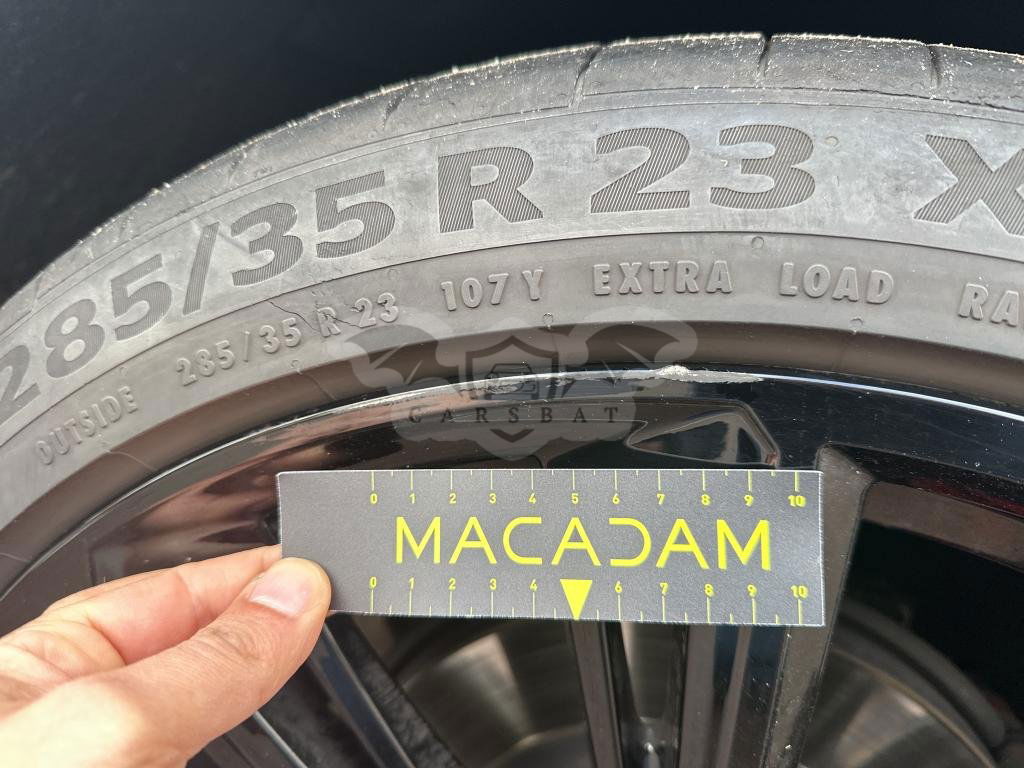 285/35 R 23 X
OUTSIDE 285/35 R 23 107 Y EXTRA LOAD RA
CARSBAT
0 1 2 3 4 5 6 7 8 9 10
MACADAM
0 1 2 3 4 6 7 8 9 10